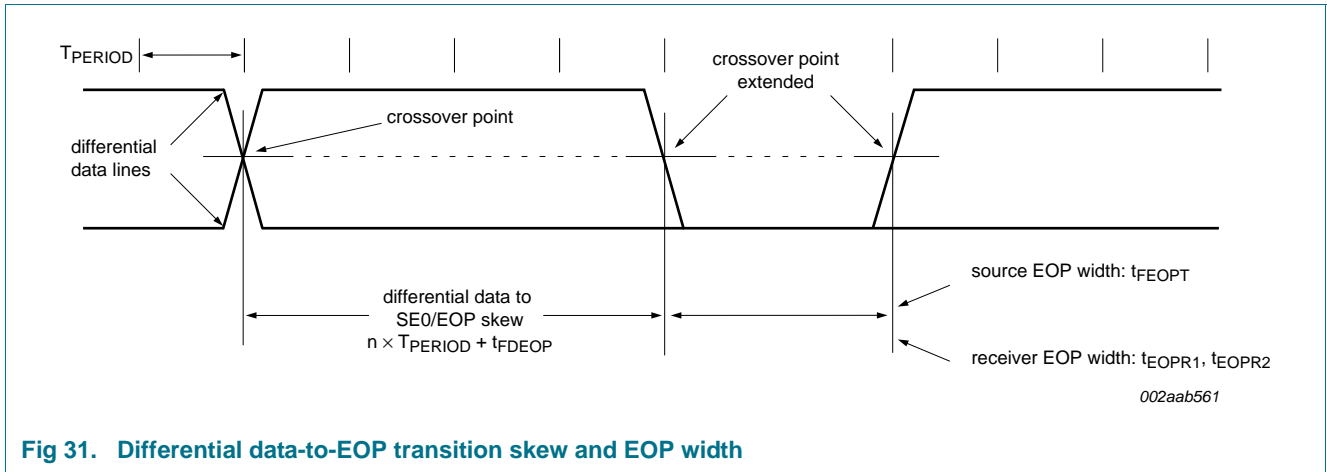 TPERIOD
crossover point
extended
crossover point
differential
data lines
differential data to
SE0/EOP skew
n × TPERIOD + tFDEOP
source EOP width: tFEOPT
receiver EOP width: tEOPR1, tEOPR2
002aab561
Fig 31. Differential data-to-EOP transition skew and EOP width